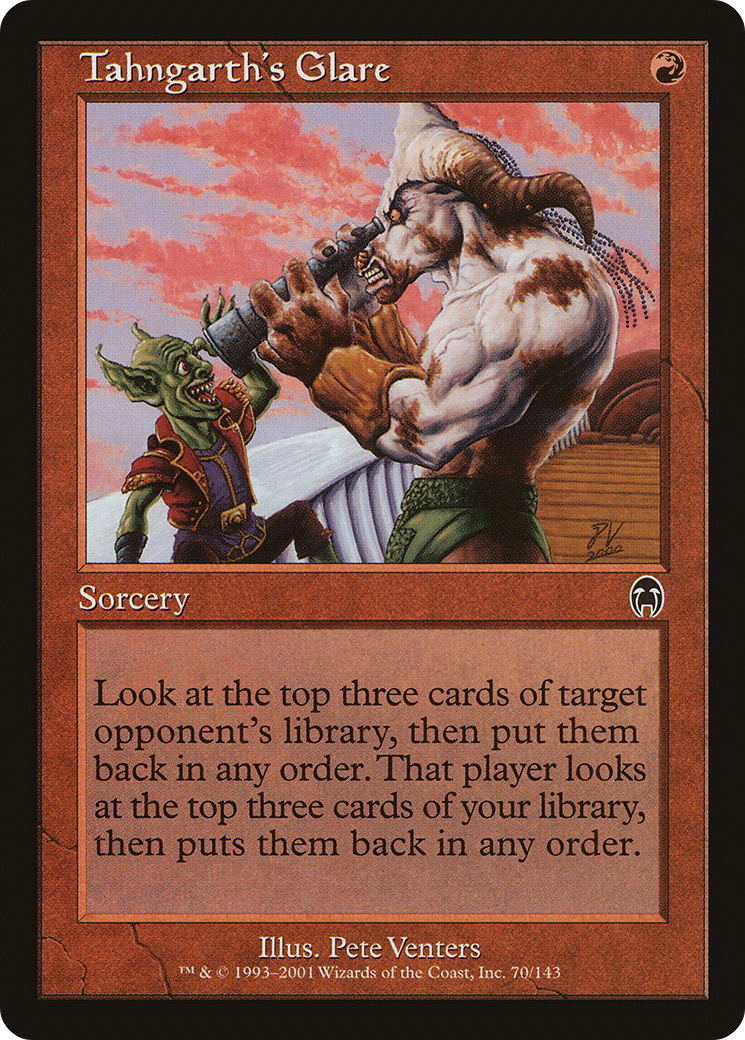 Tahngarth's Glare
PV
2000
Sorcery
Look at the top three cards of target
opponent's library, then put them
back in any order. That player looks
at the top three cards of your library,
then puts them back in any order.
Illus. Pete Venters
™ & © 1993–2001 Wizards of the Coast, Inc. 70/143